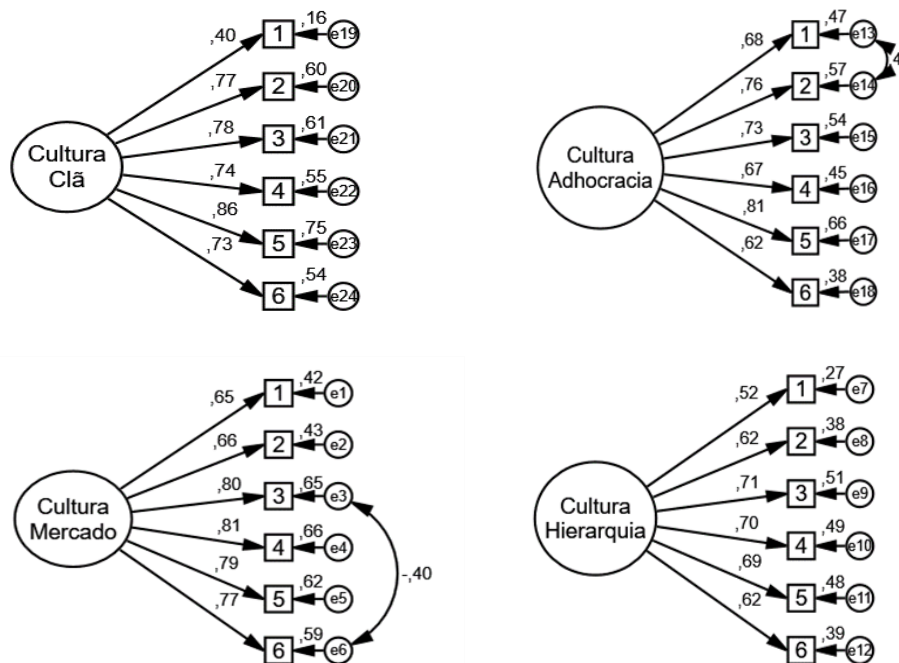 ,40
1
,16
e19
,77
2
,60
e20
,78
3
,61
e21
Cultura
Clã
,74
4
,55
e22
,86
5
,75
e23
,73
6
,54
e24
,68
1
,47
e13
,76
2
,57
e14
,73
3
,54
e15
Cultura
Adhocracia
,67
4
,45
e16
,81
5
,66
e17
,62
6
,38
e18
,65
1
,42
e1
,66
2
,43
e2
,80
3
,65
e3
Cultura
Mercado
,81
4
,66
e4
-,40
,79
5
,62
e5
,77
6
,59
e6
,52
1
,27
e7
,62
2
,38
e8
,71
3
,51
e9
Cultura
Hierarquia
,70
4
,49
e10
,69
5
,48
e11
,62
6
,39
e12